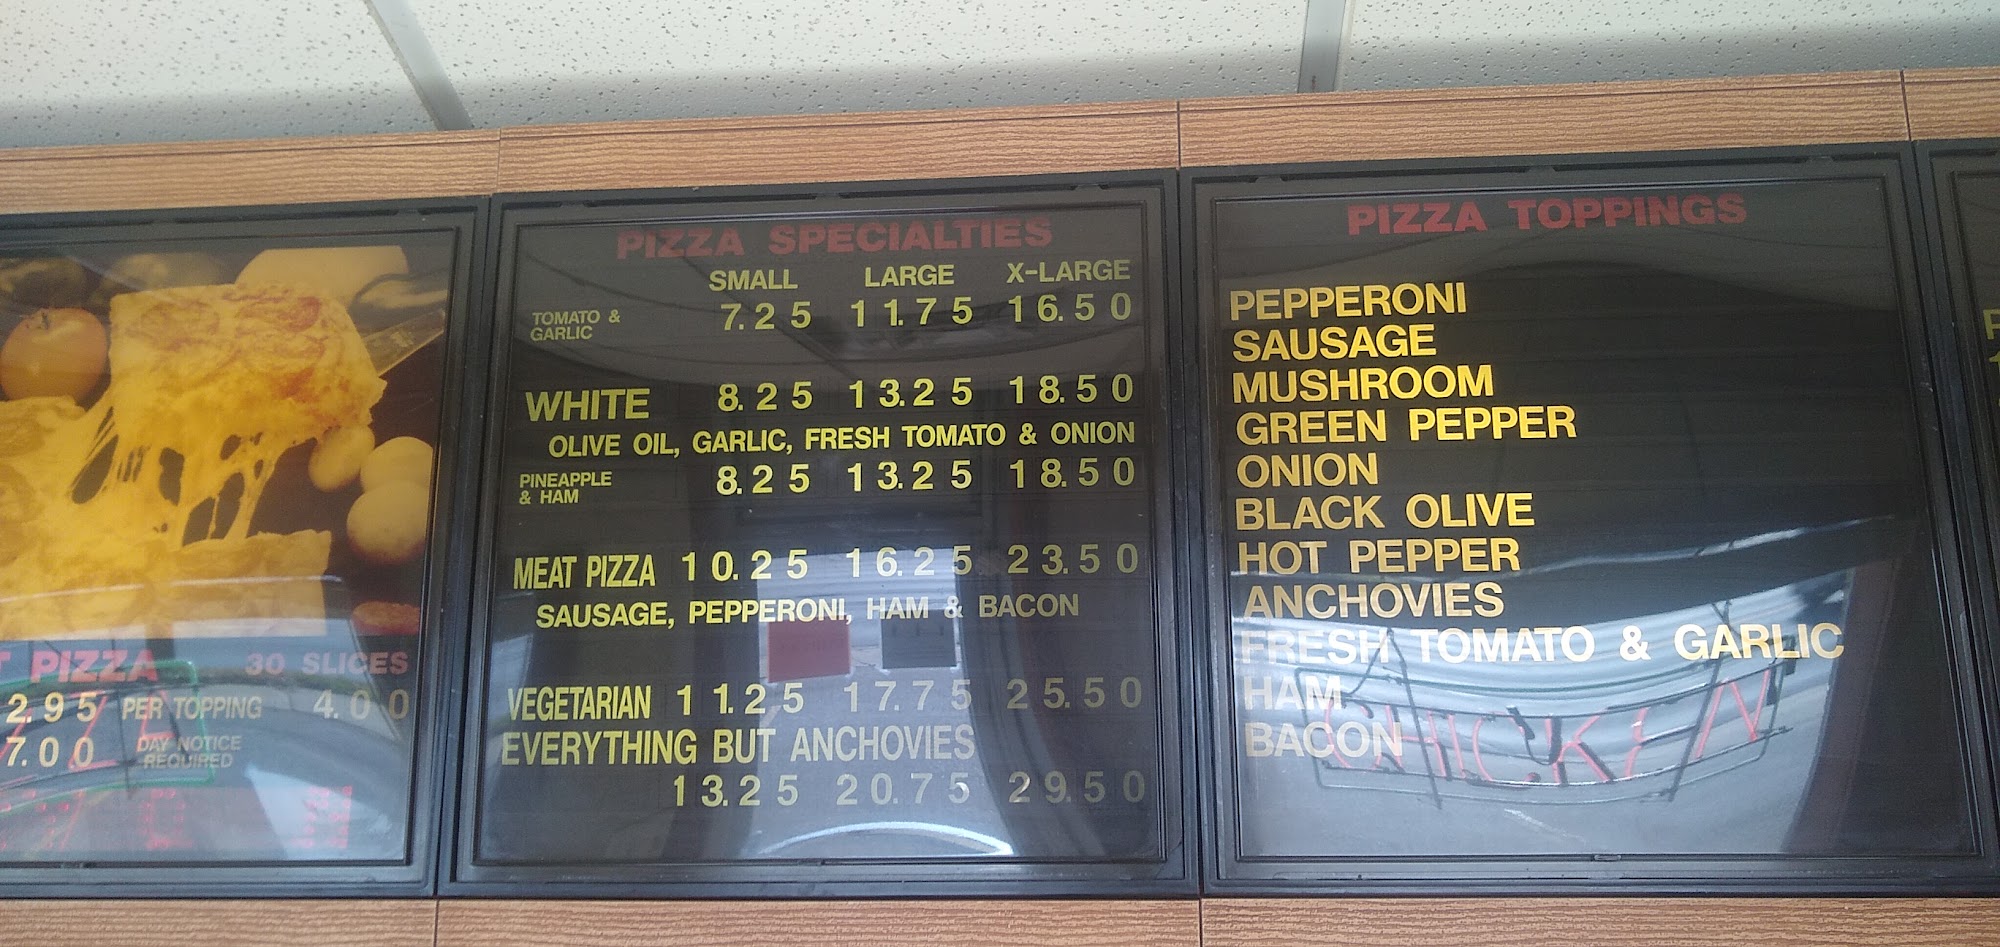 PIZZA 30 SLICES
2.95 PER TOPPING 4.00
7.00 DAY NOTICE
REQUIRED
PIZZA SPECIALTIES
SMALL LARGE X-LARGE
TOMATO & GARLIC 7.25 11.75 16.50
WHITE 8.25 13.25 18.50
OLIVE OIL, GARLIC, FRESH TOMATO & ONION
PINEAPPLE & HAM 8.25 13.25 18.50
MEAT PIZZA 10.25 16.25 23.50
SAUSAGE, PEPPERONI, HAM & BACON
VEGETARIAN 11.25 17.75 25.50
EVERYTHING BUT ANCHOVIES
13.25 20.75 29.50
PIZZA TOPPINGS
PEPPERONI
SAUSAGE
MUSHROOM
GREEN PEPPER
ONION
BLACK OLIVE
HOT PEPPER
ANCHOVIES
FRESH TOMATO & GARLIC
HAM
BACON
CHICKEN